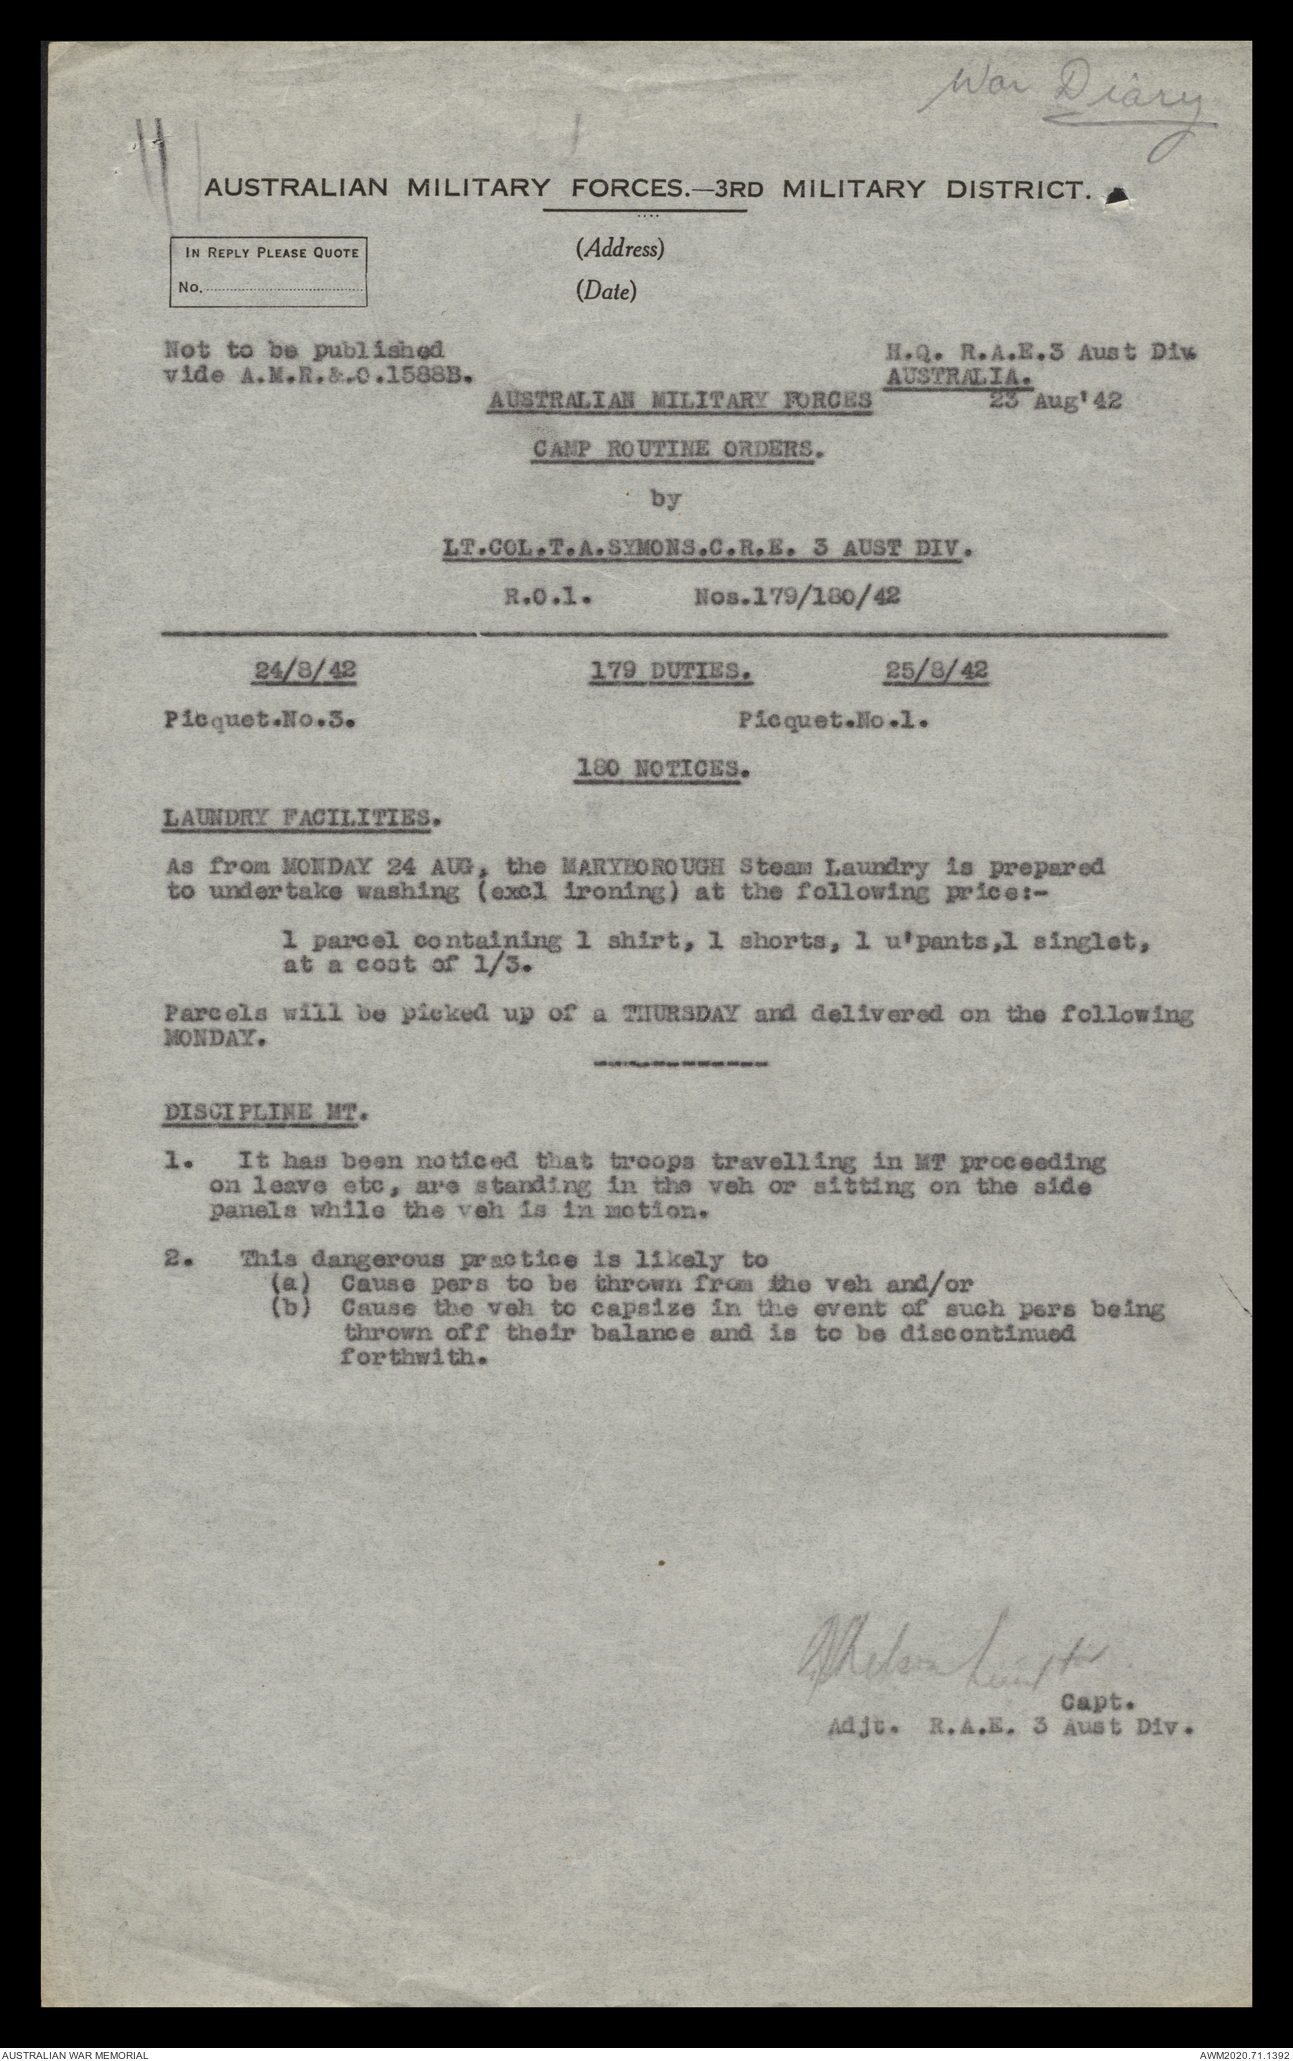 War Diary
AUSTRALIAN MILITARY FORCES.—3RD MILITARY DISTRICT.
IN REPLY PLEASE QUOTE
No.
(Address)
(Date)
Not to be published
vide A.M.R.&.O.1588B.
H.Q. R.A.E.3 Aust Div.
AUSTRALIA.
23 Aug'42
AUSTRALIAN MILITARY FORCES
CAMP ROUTINE ORDERS.
by
LT.COL.T.A.SYMONS.C.R.E. 3 AUST DIV.
R.O.1. Nos.179/180/42
24/8/42 179 DUTIES. 25/8/42
Picquet.No.3. Picquet.No.1.
180 NOTICES.
LAUNDRY FACILITIES.
As from MONDAY 24 AUG, the MARYBOROUGH Steam Laundry is prepared
to undertake washing (excl ironing) at the following price:-
1 parcel containing 1 shirt, 1 shorts, 1 u'pants,1 singlet,
at a cost of 1/3.
Parcels will be picked up of a THURSDAY and delivered on the following
MONDAY.
DISCIPLINE MT.
1. It has been noticed that troops travelling in MT proceeding
on leave etc, are standing in the veh or sitting on the side
panels while the veh is in motion.
2. This dangerous practice is likely to
(a) Cause pers to be thrown from the veh and/or
(b) Cause the veh to capsize in the event of such pers being
thrown off their balance and is to be discontinued
forthwith.
Capt.
Adjt. R.A.E. 3 Aust Div.
AUSTRALIAN WAR MEMORIAL
AWM2020.71.1392